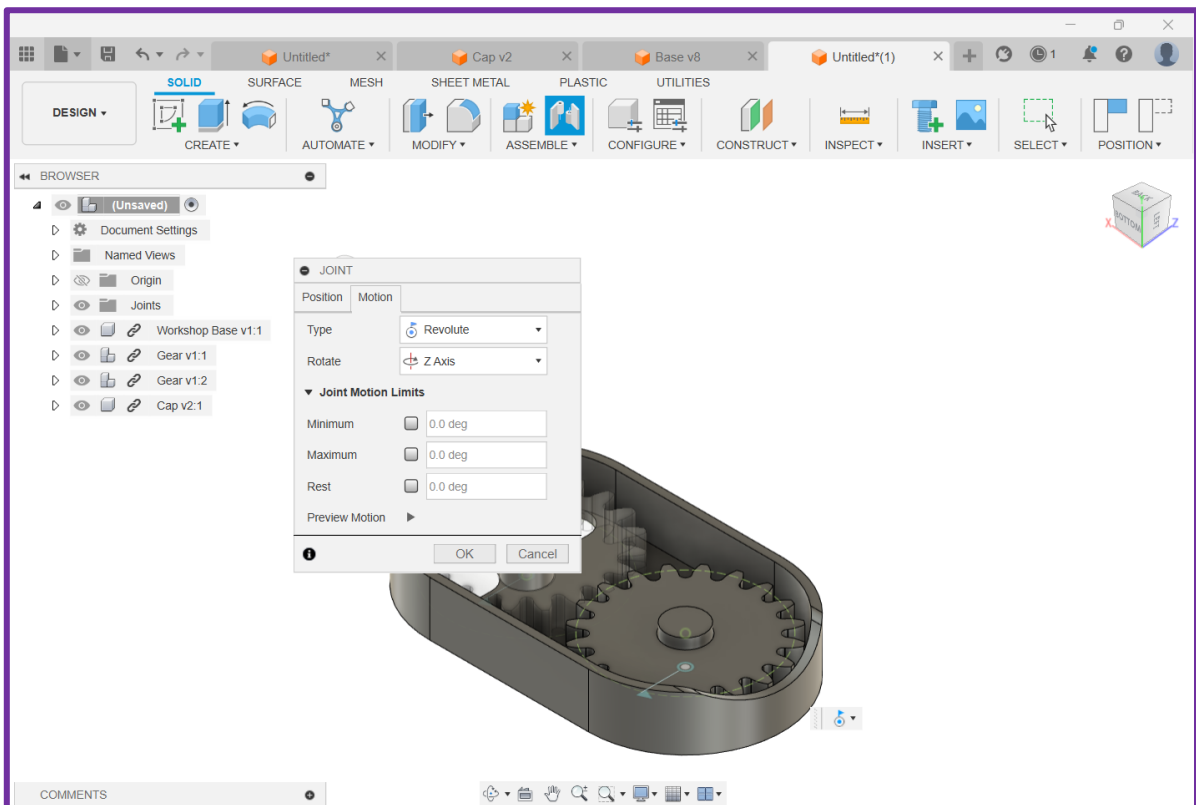 Untitled*
Cap v2
Base v8
Untitled*(1)
1
SOLID SURFACE MESH SHEET METAL PLASTIC UTILITIES
DESIGN
CREATE AUTOMATE MODIFY ASSEMBLE CONFIGURE CONSTRUCT INSPECT INSERT SELECT POSITION
BROWSER
(Unsaved)
Document Settings
Named Views
Origin
Joints
Workshop Base v1:1
Gear v1:1
Gear v1:2
Cap v2:1
JOINT
Position Motion
Type Revolute
Rotate Z Axis
Joint Motion Limits
Minimum 0.0 deg
Maximum 0.0 deg
Rest 0.0 deg
Preview Motion
OK Cancel
BACK
BOTTOM
X
Z
COMMENTS